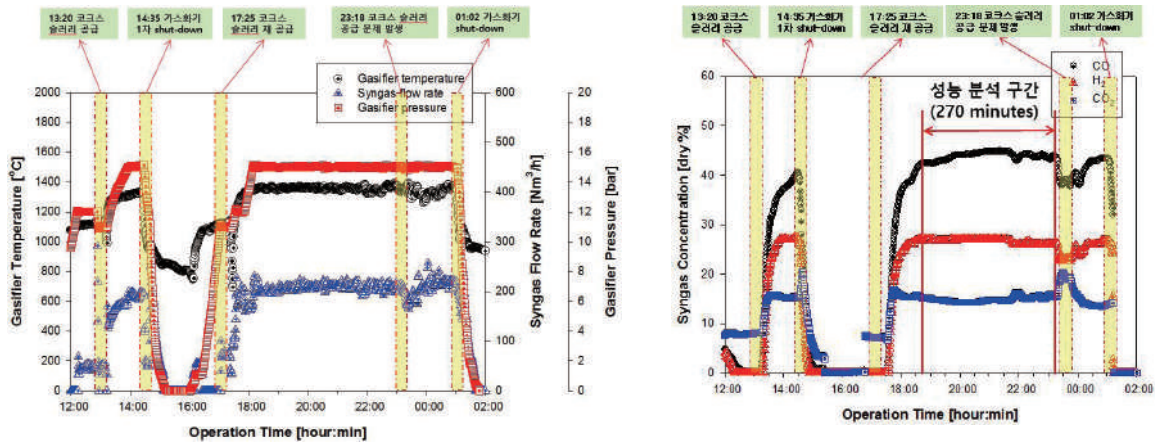 13:20 코크스
슬러리 공급
14:35 가스화기
1차 shut-down
17:25 코크스
슬러리 재 공급
23:18 코크스 슬러리
공급 문제 발생
01:02 가스화기
shut-down
Gasifier temperature
Syngas flow rate
Gasifier pressure
Gasifier Temperature [°C]
2000
1800
1600
1400
1200
1000
800
600
400
200
0
600
500
400
300
200
100
0
Syngas Flow Rate [Nm³/h]
20
18
16
14
12
10
8
6
4
2
0
Gasifier Pressure [bar]
12:00 14:00 16:00 18:00 20:00 22:00 00:00 02:00
Operation Time [hour:min]
13:20 코크스
슬러리 공급
14:35 가스화기
1차 shut-down
17:25 코크스
슬러리 재 공급
23:18 코크스 슬러리
공급 문제 발생
01:02 가스화기
shut-down
성능 분석 구간
(270 minutes)
CO
H₂
CO₂
Syngas Concentration [dry %]
60
50
40
30
20
10
0
12:00 14:00 16:00 18:00 20:00 22:00 00:00 02:00
Operation Time [hour:min]